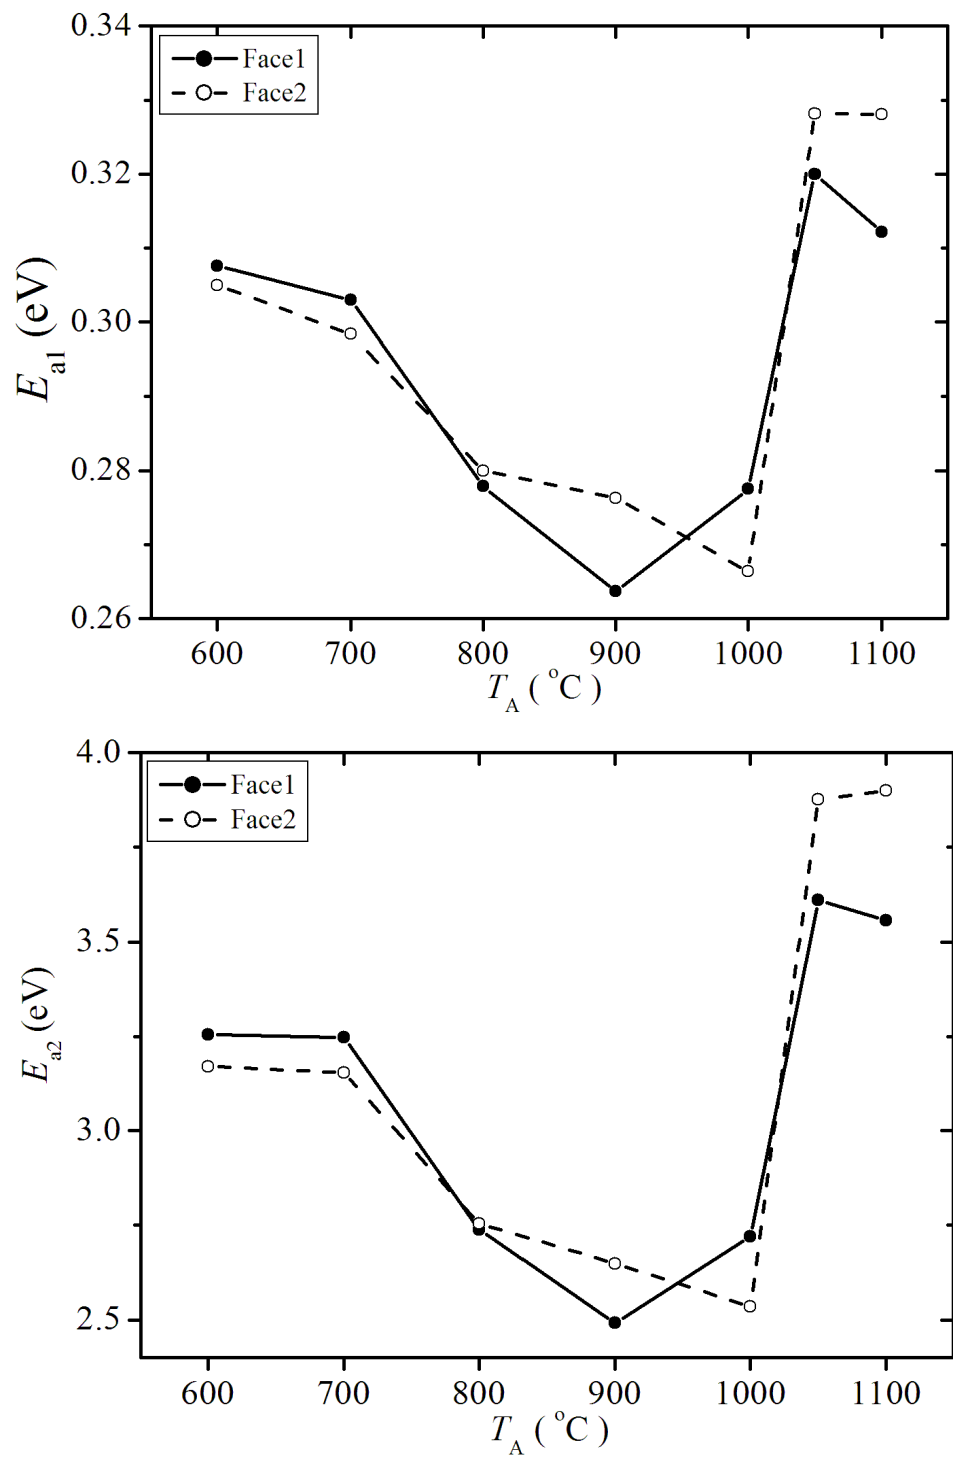 0.34
Face1
Face2
0.32
0.30
0.28
0.26
E_a1 (eV)
600 700 800 900 1000 1100
T_A ( °C )
4.0
Face1
Face2
3.5
3.0
2.5
E_a2 (eV)
600 700 800 900 1000 1100
T_A ( °C )